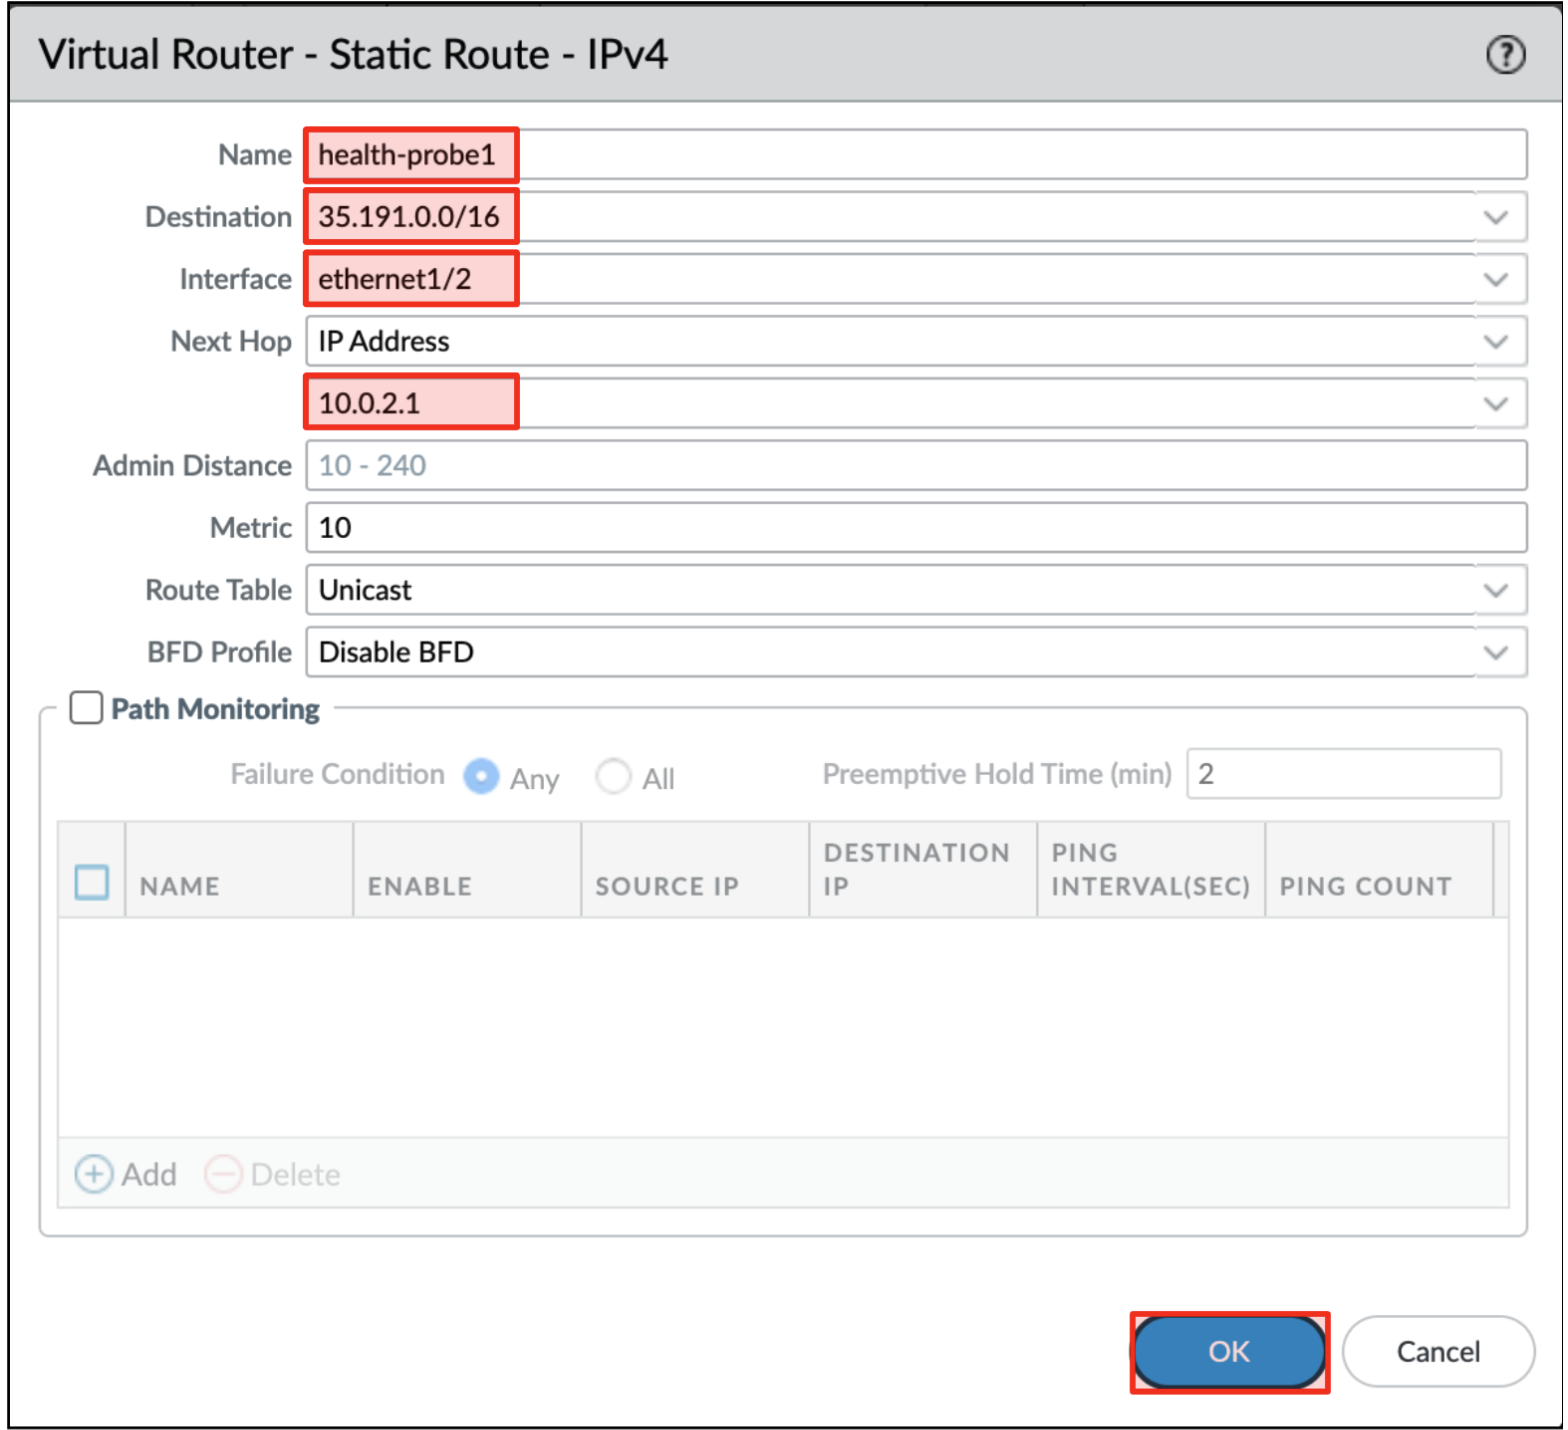 Virtual Router - Static Route - IPv4
?
Name health-probe1
Destination 35.191.0.0/16
Interface ethernet1/2
Next Hop IP Address
10.0.2.1
Admin Distance 10 - 240
Metric 10
Route Table Unicast
BFD Profile Disable BFD
Path Monitoring
Failure Condition Any All Preemptive Hold Time (min) 2
NAME ENABLE SOURCE IP DESTINATION IP PING INTERVAL(SEC) PING COUNT
Add Delete
OK Cancel